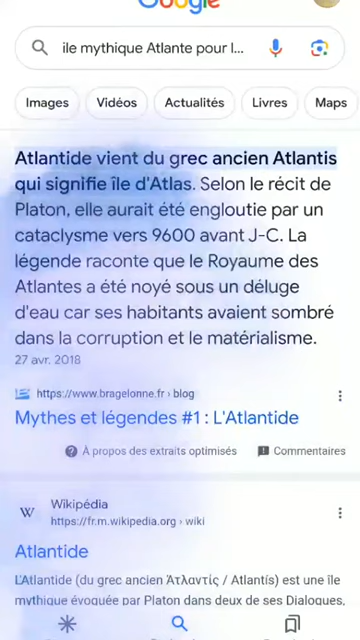 Google
île mythique Atlante pour l...
Images Vidéos Actualités Livres Maps
Atlantide vient du grec ancien Atlantis
qui signifie île d'Atlas. Selon le récit de
Platon, elle aurait été engloutie par un
cataclysme vers 9600 avant J-C. La
légende raconte que le Royaume des
Atlantes a été noyé sous un déluge
d'eau car ses habitants avaient sombré
dans la corruption et le matérialisme.
27 avr. 2018
https://www.bragelonne.fr › blog
Mythes et légendes #1 : L'Atlantide
À propos des extraits optimisés Commentaires
W Wikipédia
https://fr.m.wikipedia.org › wiki
Atlantide
L'Atlantide (du grec ancien Ἀτλαντίς / Atlantís) est une île
mythique évoquée par Platon dans deux de ses Dialogues,